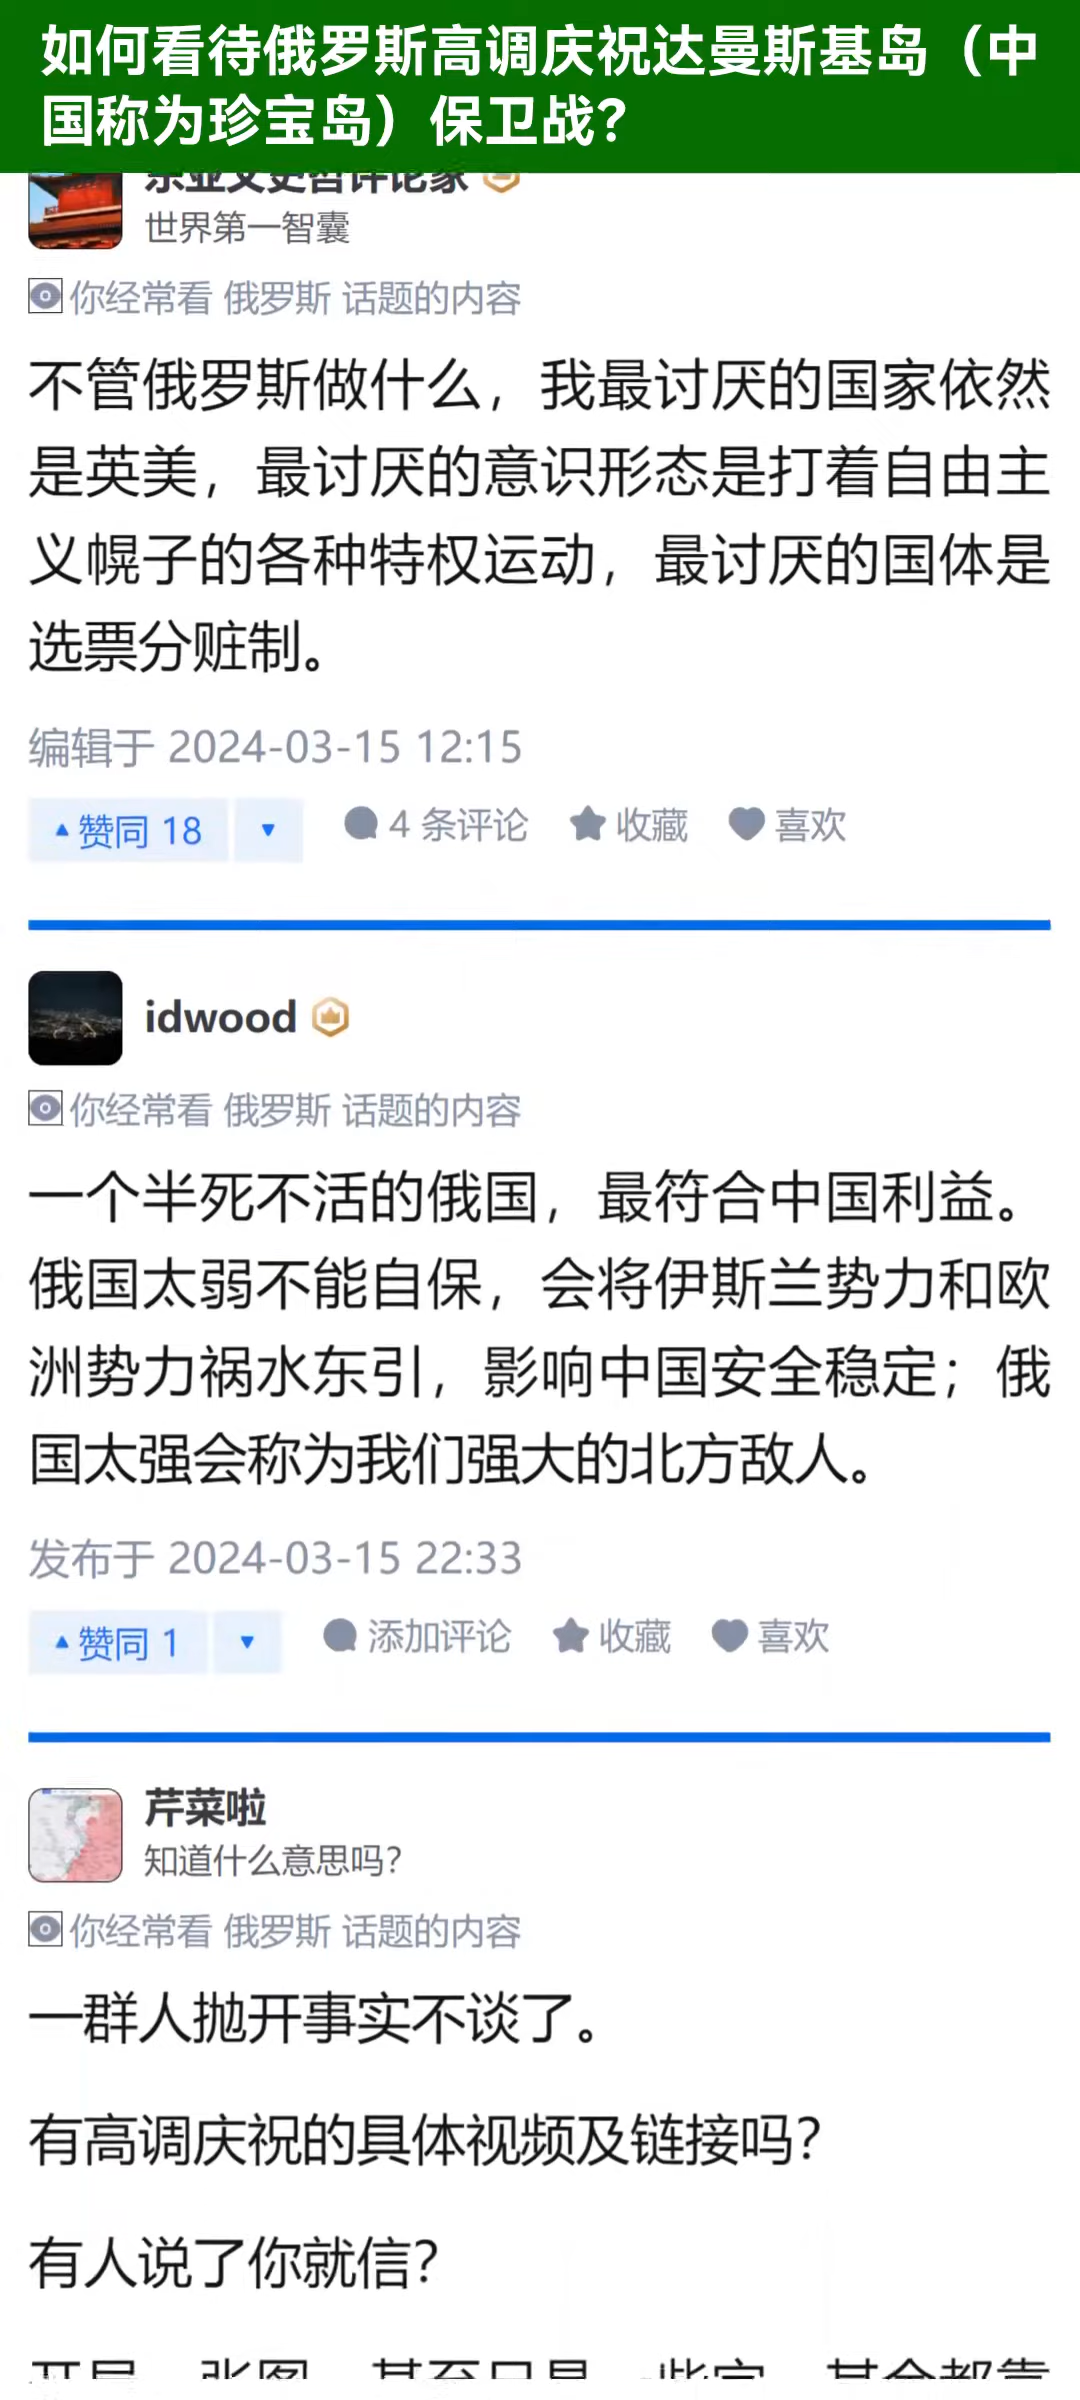 如何看待俄罗斯高调庆祝达曼斯基岛（中
国称为珍宝岛）保卫战？
东亚文史哲评论家
世界第一智囊
你经常看 俄罗斯 话题的内容
不管俄罗斯做什么，我最讨厌的国家依然
是英美，最讨厌的意识形态是打着自由主
义幌子的各种特权运动，最讨厌的国体是
选票分赃制。
编辑于 2024-03-15 12:15
赞同 18
4 条评论
收藏
喜欢
idwood
你经常看 俄罗斯 话题的内容
一个半死不活的俄国，最符合中国利益。
俄国太弱不能自保，会将伊斯兰势力和欧
洲势力祸水东引，影响中国安全稳定；俄
国太强会称为我们强大的北方敌人。
发布于 2024-03-15 22:33
赞同 1
添加评论
收藏
喜欢
芹菜啦
知道什么意思吗？
你经常看 俄罗斯 话题的内容
一群人抛开事实不谈了。
有高调庆祝的具体视频及链接吗？
有人说了你就信？